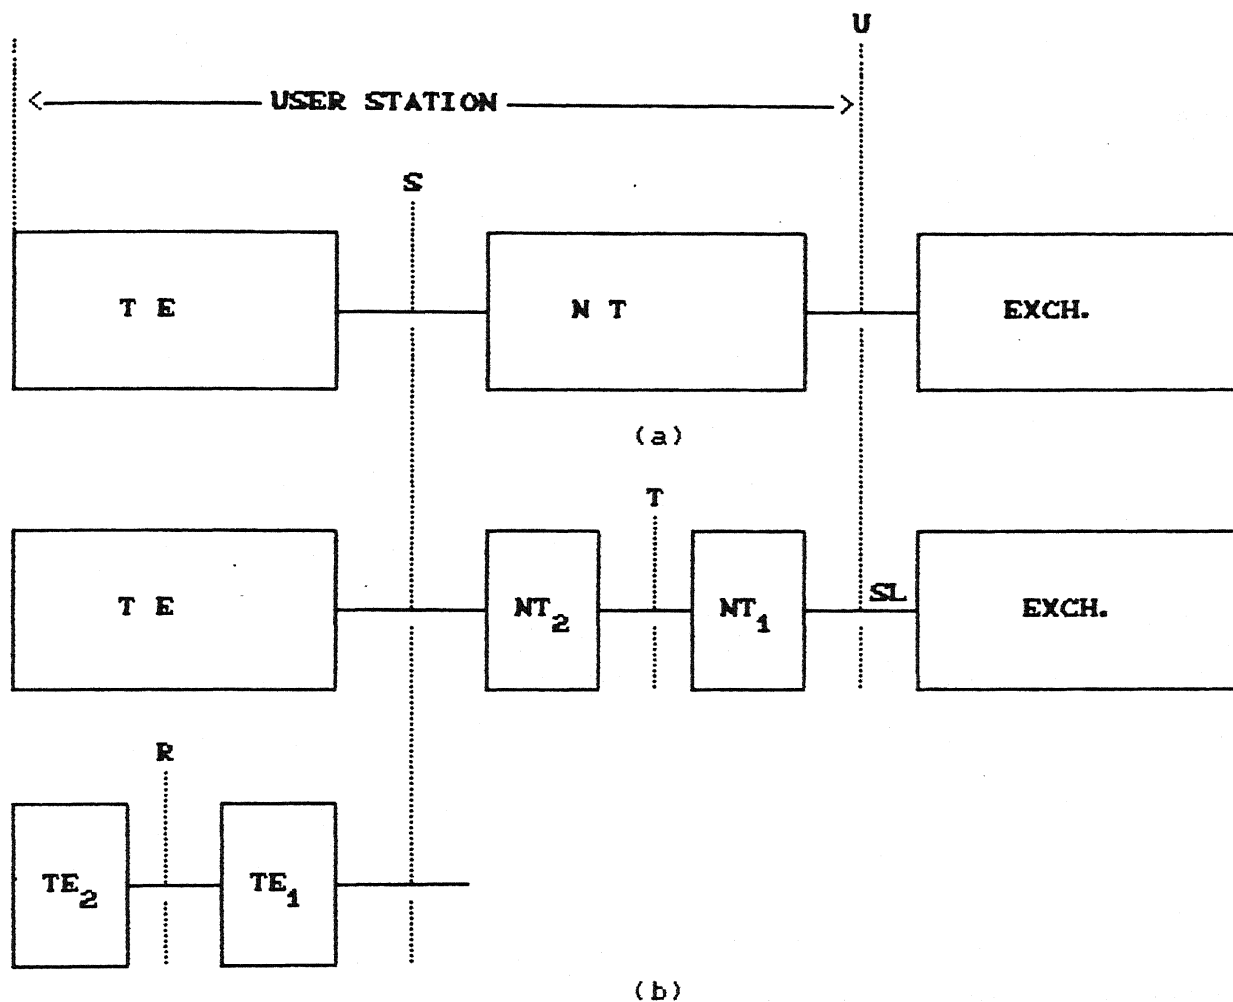 U
USER STATION
S
T E
N T
EXCH.
(a)
T
T E
NT2
NT1
SL
EXCH.
R
TE2
TE1
(b)